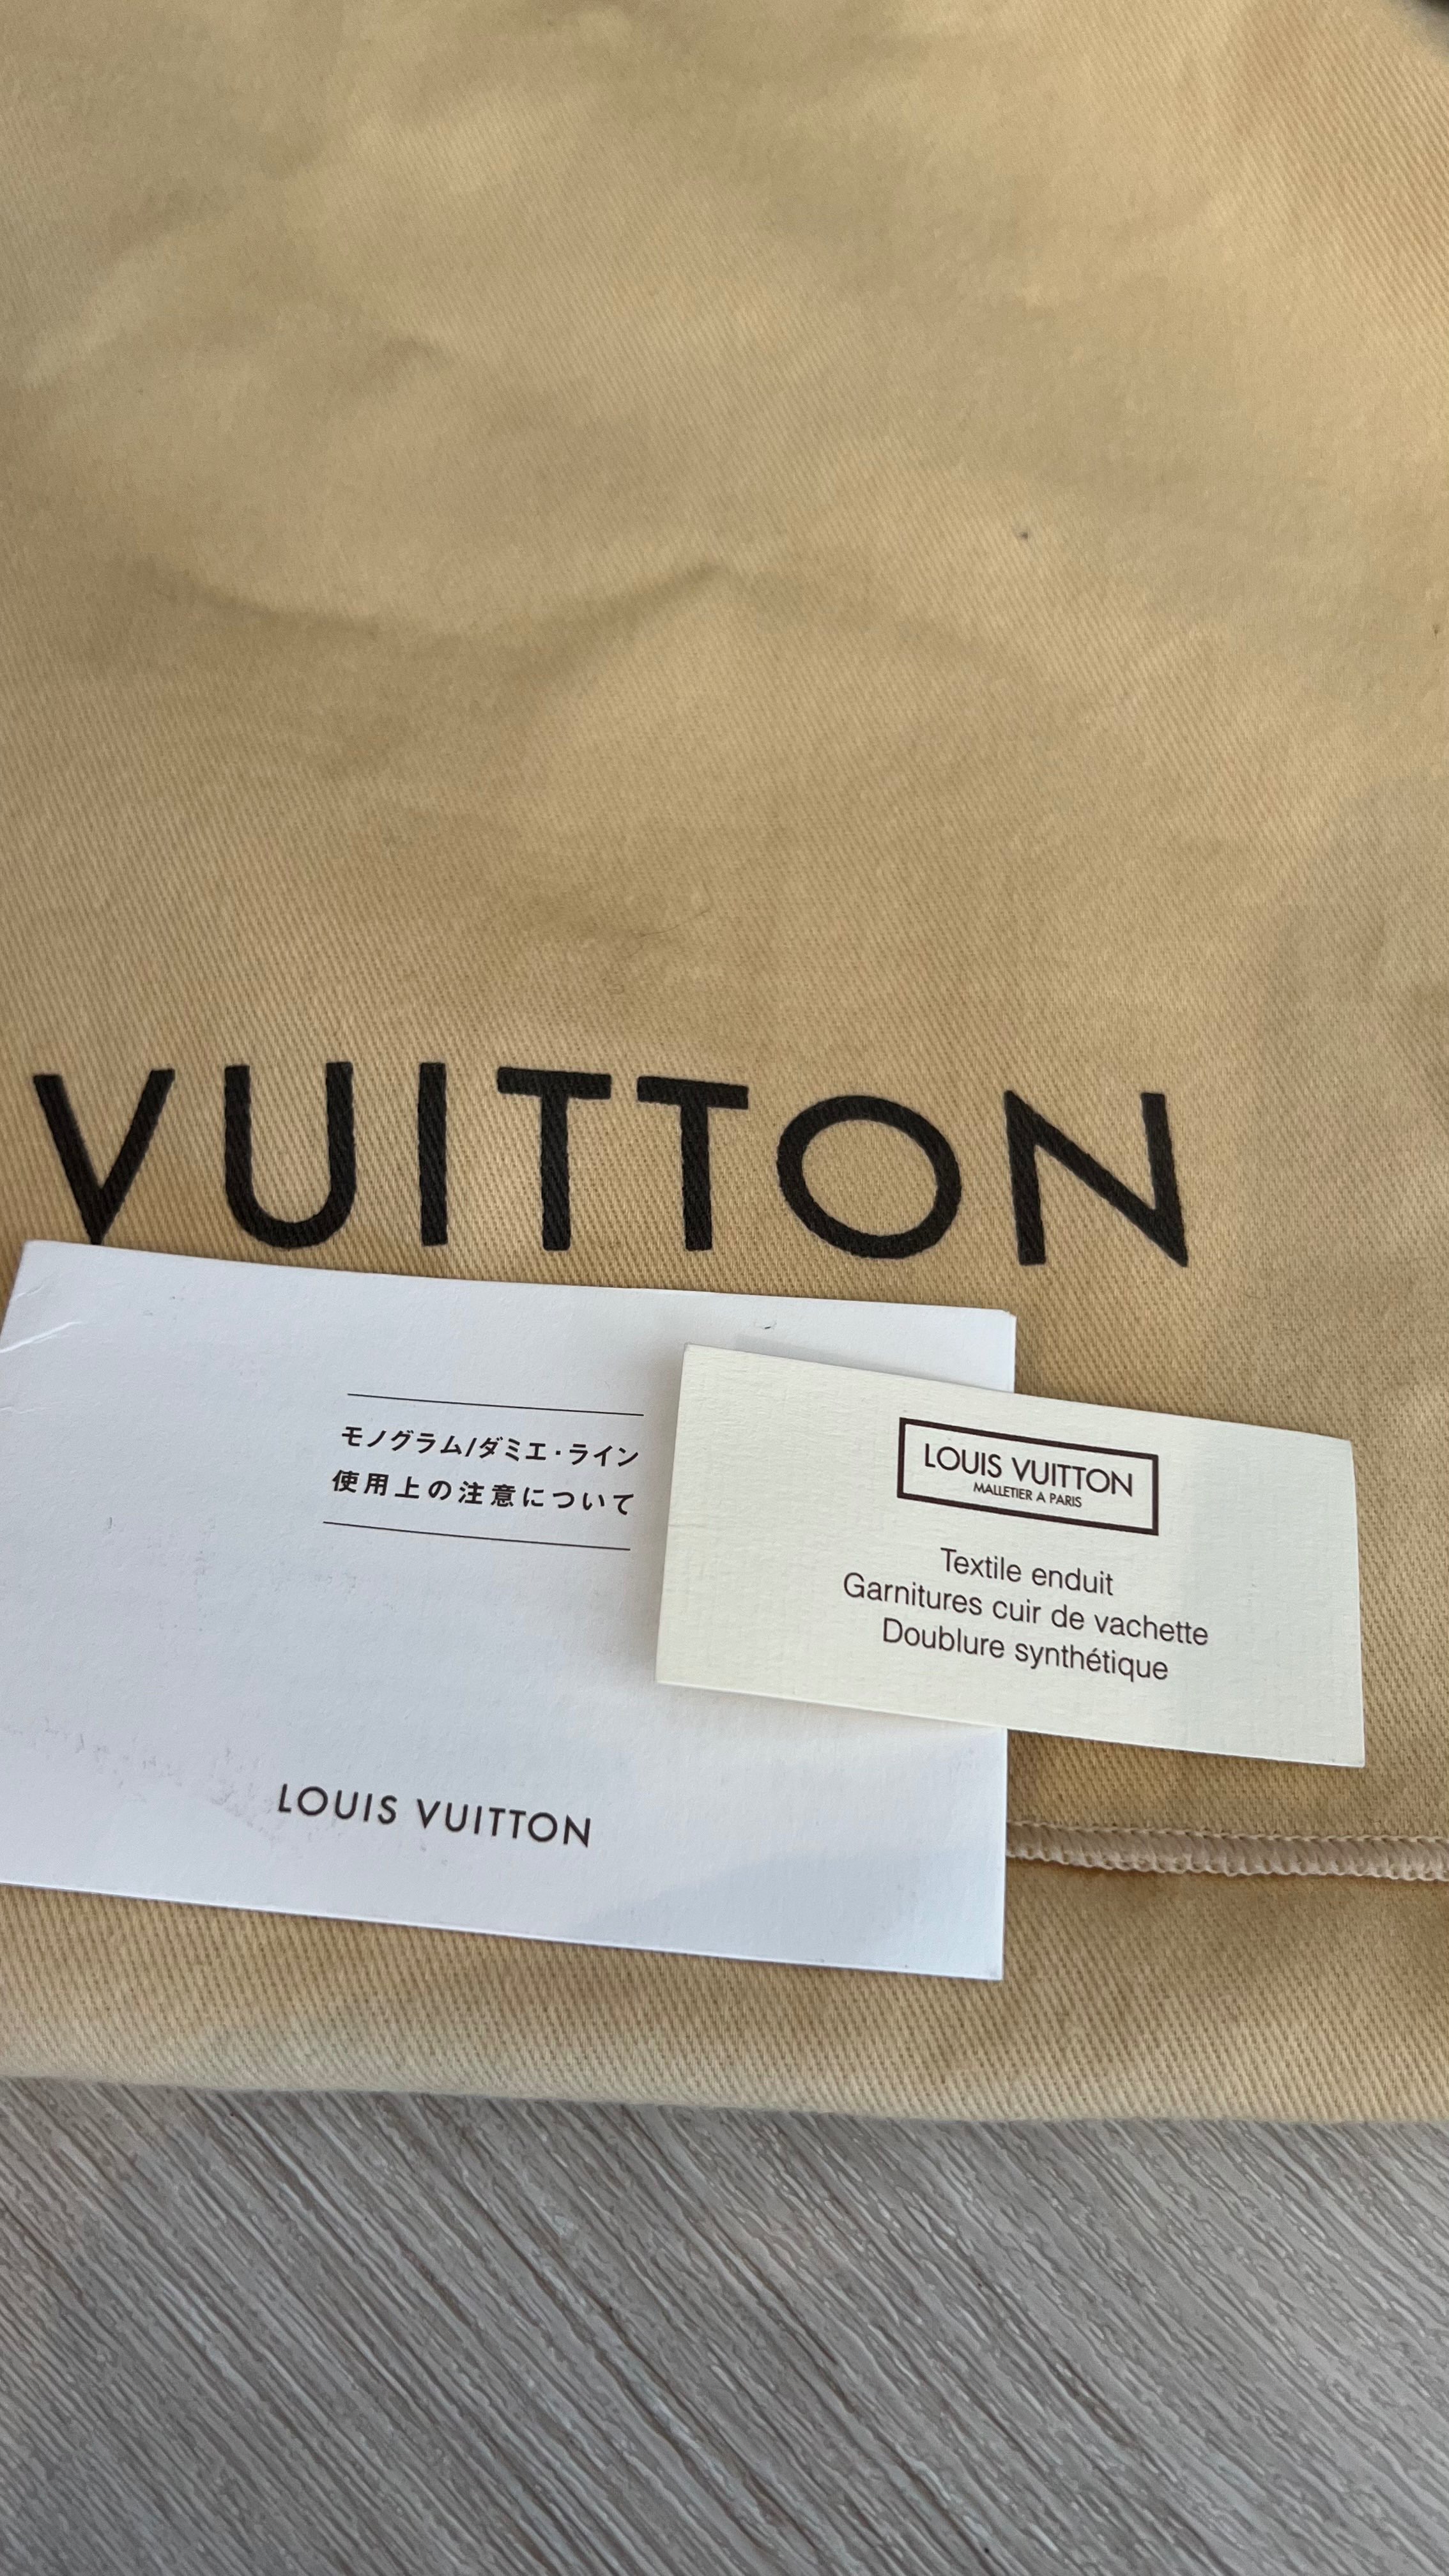 VUITTON
モノグラム/ダミエ・ライン
使用上の注意について
LOUIS VUITTON
LOUIS VUITTON
MALLETIER A PARIS
Textile enduit
Garnitures cuir de vachette
Doublure synthétique